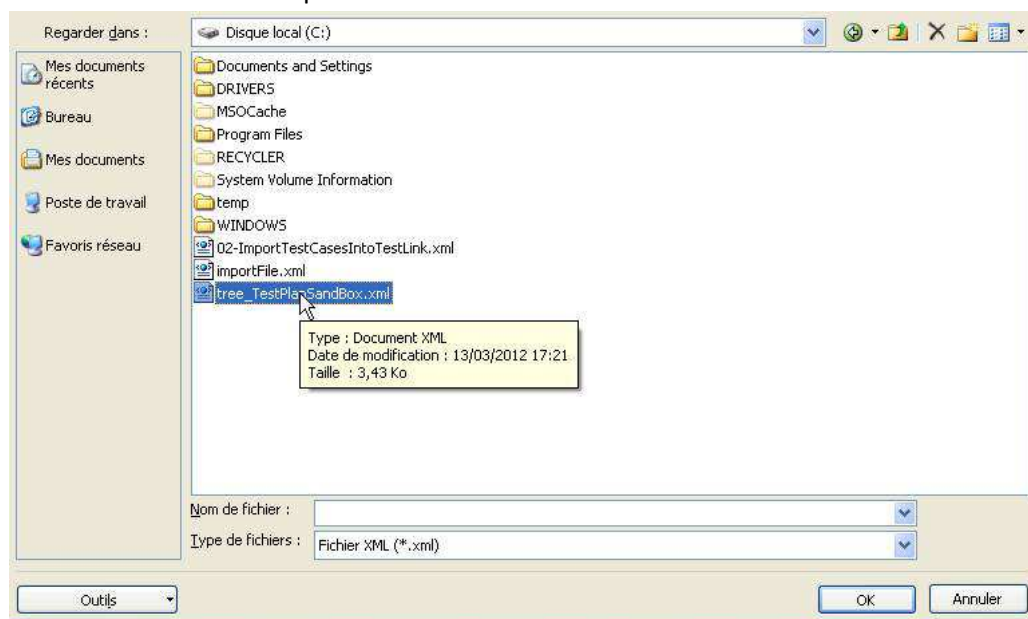 Regarder dans :
Disque local (C:)
Mes documents
récents
Bureau
Mes documents
Poste de travail
Favoris réseau
Documents and Settings
DRIVERS
MSOCache
Program Files
RECYCLER
System Volume Information
temp
WINDOWS
02-ImportTestCasesIntoTestLink.xml
importFile.xml
tree_TestPlanSandBox.xml
Type : Document XML
Date de modification : 13/03/2012 17:21
Taille : 3,43 Ko
Nom de fichier :
Type de fichiers :
Fichier XML (*.xml)
Outils
OK
Annuler